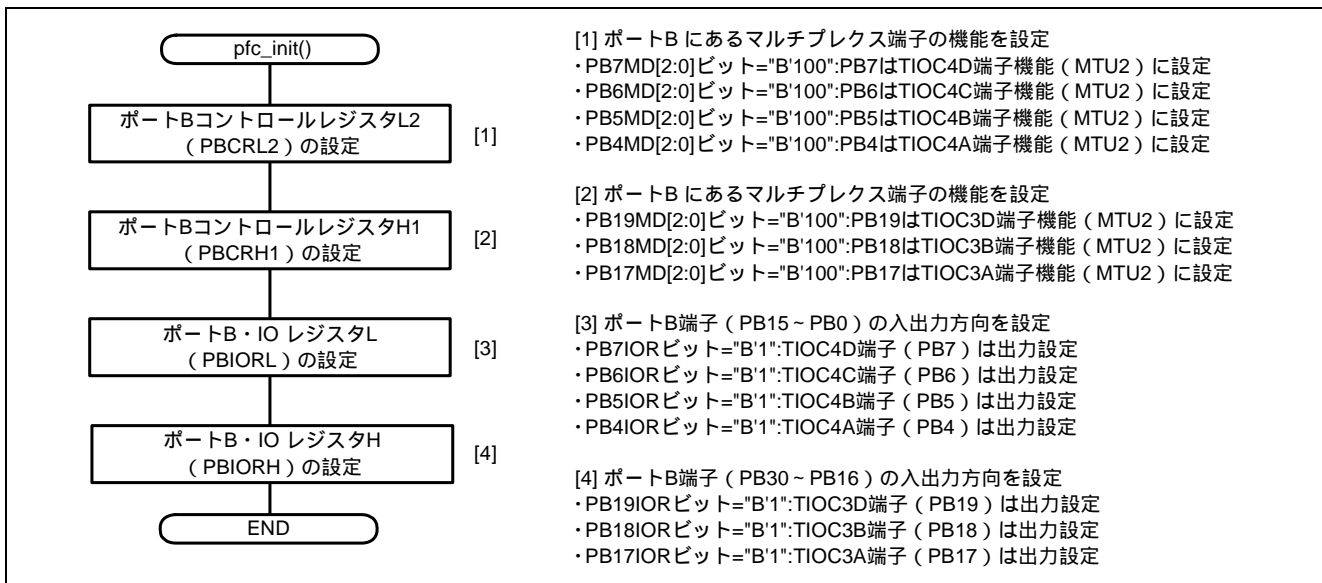 pfc_init()
ポートBコントロールレジスタL2
（PBCRL2）の設定
[1]
ポートBコントロールレジスタH1
（PBCRH1）の設定
[2]
ポートB・IO レジスタL
（PBIORL）の設定
[3]
ポートB・IO レジスタH
（PBIORH）の設定
[4]
END
[1] ポートB にあるマルチプレクス端子の機能を設定
・PB7MD[2:0]ビット="B'100":PB7はTIOC4D端子機能（MTU2）に設定
・PB6MD[2:0]ビット="B'100":PB6はTIOC4C端子機能（MTU2）に設定
・PB5MD[2:0]ビット="B'100":PB5はTIOC4B端子機能（MTU2）に設定
・PB4MD[2:0]ビット="B'100":PB4はTIOC4A端子機能（MTU2）に設定
[2] ポートB にあるマルチプレクス端子の機能を設定
・PB19MD[2:0]ビット="B'100":PB19はTIOC3D端子機能（MTU2）に設定
・PB18MD[2:0]ビット="B'100":PB18はTIOC3B端子機能（MTU2）に設定
・PB17MD[2:0]ビット="B'100":PB17はTIOC3A端子機能（MTU2）に設定
[3] ポートB端子（PB15～PB0）の入出力方向を設定
・PB7IORビット="B'1":TIOC4D端子（PB7）は出力設定
・PB6IORビット="B'1":TIOC4C端子（PB6）は出力設定
・PB5IORビット="B'1":TIOC4B端子（PB5）は出力設定
・PB4IORビット="B'1":TIOC4A端子（PB4）は出力設定
[4] ポートB端子（PB30～PB16）の入出力方向を設定
・PB19IORビット="B'1":TIOC3D端子（PB19）は出力設定
・PB18IORビット="B'1":TIOC3B端子（PB18）は出力設定
・PB17IORビット="B'1":TIOC3A端子（PB17）は出力設定